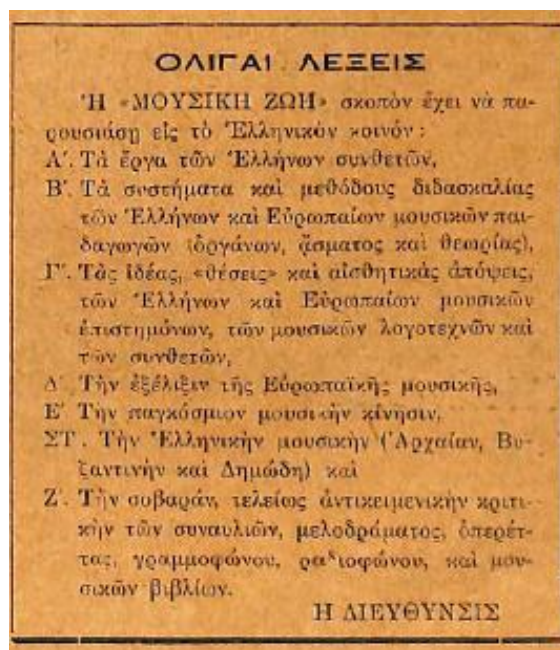 ΟΛΙΓΑΙ ΛΕΞΕΙΣ
Ἡ «ΜΟΥΣΙΚΗ ΖΩΗ» σκοπὸν ἔχει νὰ πα-
ρουσιάσῃ εἰς τὸ Ἑλληνικὸν κοινόν :
Α΄. Τὰ ἔργα τῶν Ἑλλήνων συνθετῶν,
Β΄. Τὰ συστήματα καὶ μεθόδους διδασκαλίας
τῶν Ἑλλήνων καὶ Εὐρωπαίων μουσικῶν παι-
δαγωγῶν (ὀργάνων, ᾄσματος καὶ θεωρίας),
Γ΄. Τὰς ἰδέας, «θέσεις» καὶ αἰσθητικὰς ἀπόψεις,
τῶν Ἑλλήνων καὶ Εὐρωπαίων μουσικῶν
ἐπιστημόνων, τῶν μουσικῶν λογοτεχνῶν καὶ
τῶν συνθετῶν,
Δ΄ Τὴν ἐξέλιξιν τῆς Εὐρωπαϊκῆς μουσικῆς,
Ε΄ Τὴν παγκόσμιον μουσικὴν κίνησιν,
ΣΤ . Τὴν Ἑλληνικὴν μουσικὴν (Ἀρχαίαν, Βυ-
ζαντινὴν καὶ Δημώδη) καὶ
Ζ΄. Τὴν σοβαράν, τελείως ἀντικειμενικὴν κριτι-
κὴν τῶν συναυλιῶν, μελοδράματος, ὀπερέτ-
τας, γραμμοφώνου, ραδιοφώνου, καὶ μου-
σικῶν βιβλίων.
Η ΔΙΕΥΘΥΝΣΙΣ